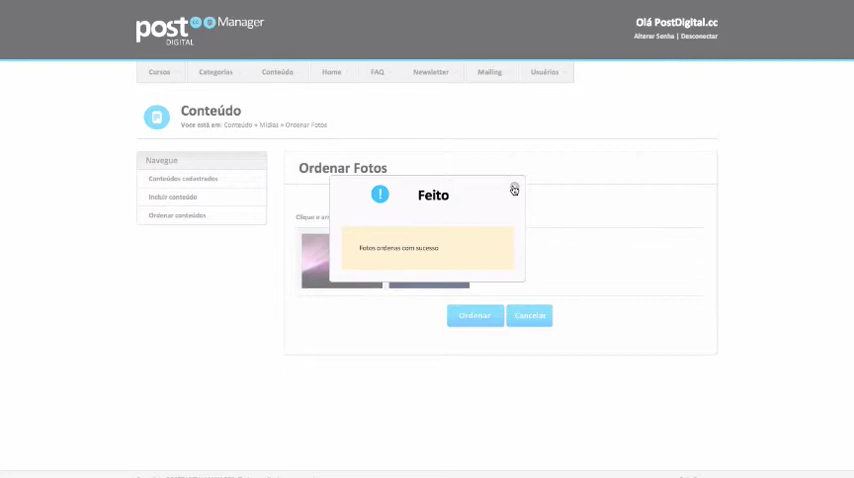 post Manager
DIGITAL
Olá PostDigital.cc
Alterar Senha | Desconectar
Cursos
Categorias
Conteúdo
Home
FAQ
Newsletter
Mailing
Usuários
Conteúdo
Voce está em: Conteúdo » Mídias » Ordenar Fotos
Navegue
Conteúdos cadastrados
Incluir conteúdo
Ordenar conteúdos
Ordenar Fotos
Clique e
! Feito
Fotos ordenas com sucesso
Ordenar
Cancelar